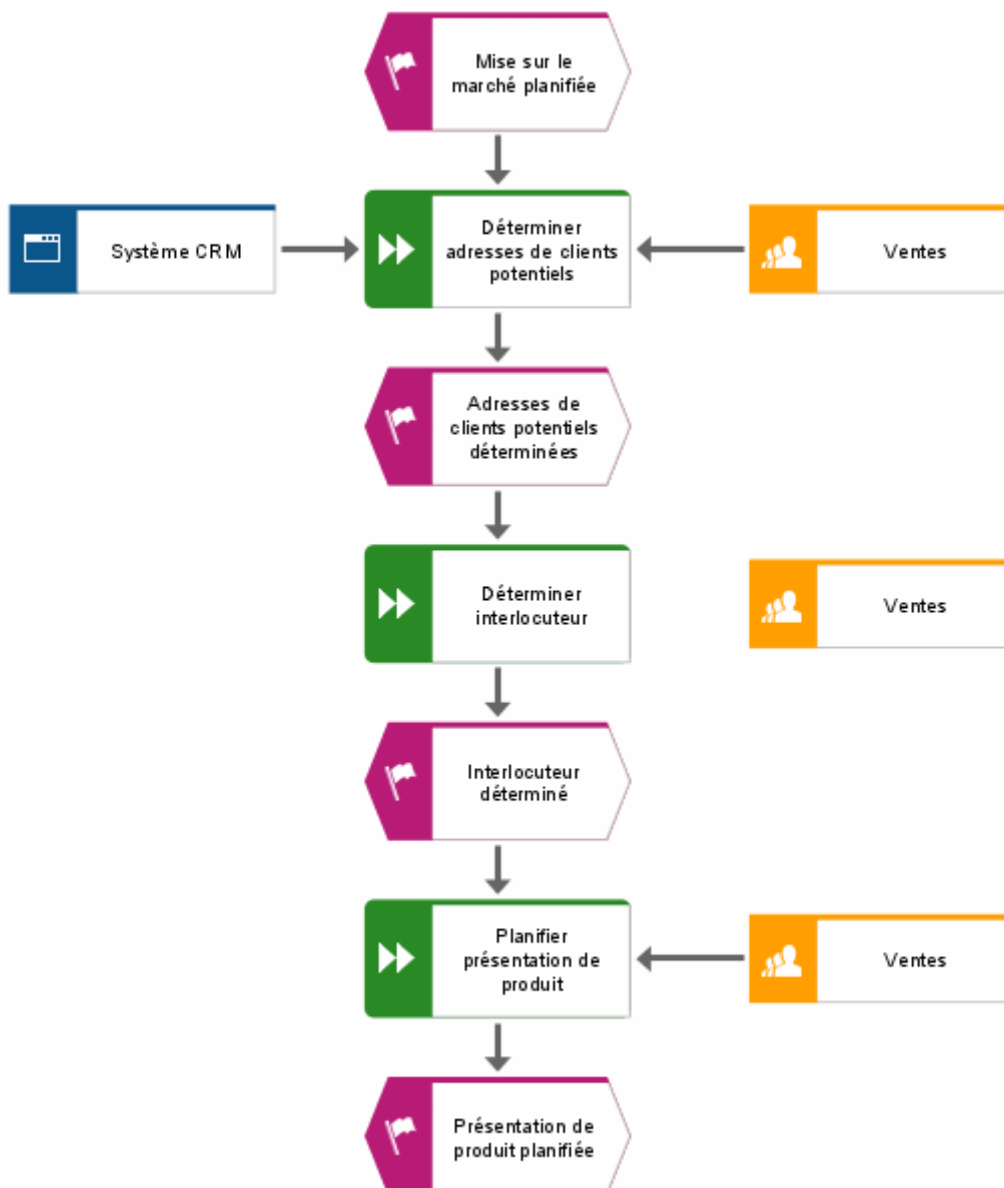 Mise sur le
marché planifiée
Système CRM
Déterminer
adresses de clients
potentiels
Ventes
Adresses de
clients potentiels
déterminées
Déterminer
interlocuteur
Ventes
Interlocuteur
déterminé
Planifier
présentation de
produit
Ventes
Présentation de
produit planifiée